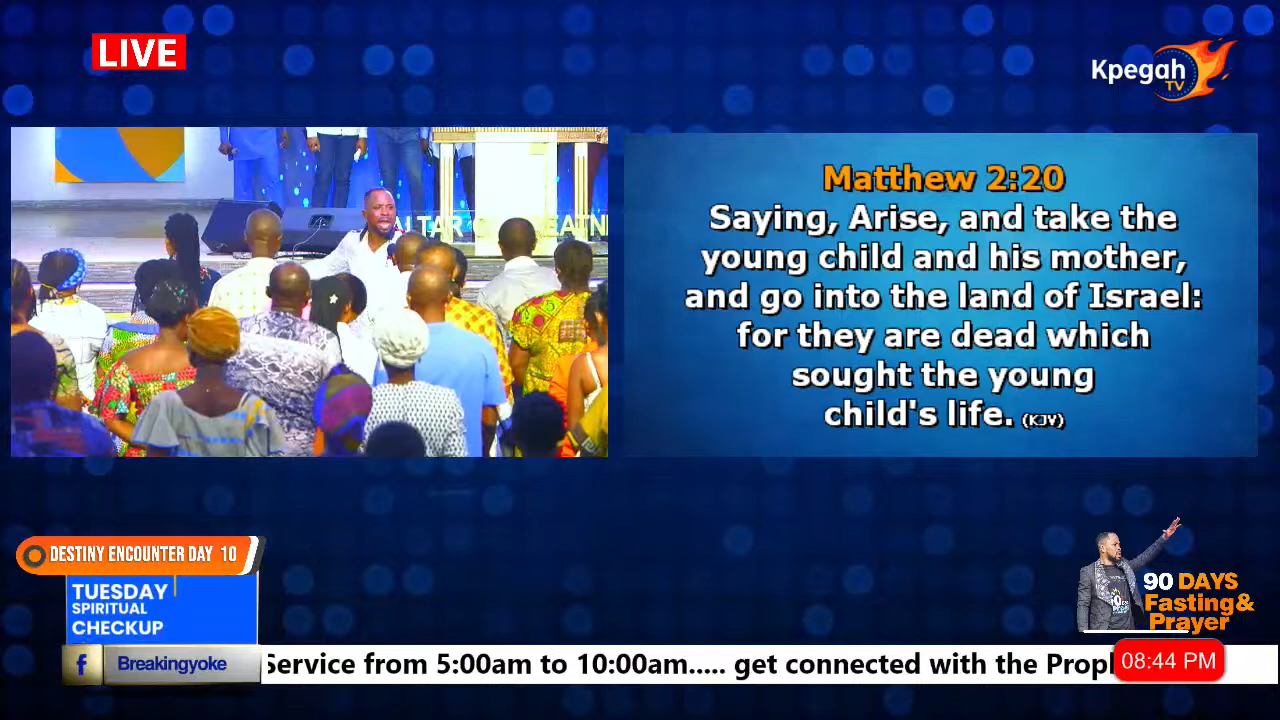 LIVE
Kpegah
TV
ALTAR OF GREATN
Matthew 2:20
Saying, Arise, and take the
young child and his mother,
and go into the land of Israel:
for they are dead which
sought the young
child's life. (KJV)
DESTINY ENCOUNTER DAY 10
TUESDAY
SPIRITUAL
CHECKUP
90 DAYS
Fasting&
Prayer
f Breakingyoke
Service from 5:00am to 10:00am..... get connected with the Prop
08:44 PM